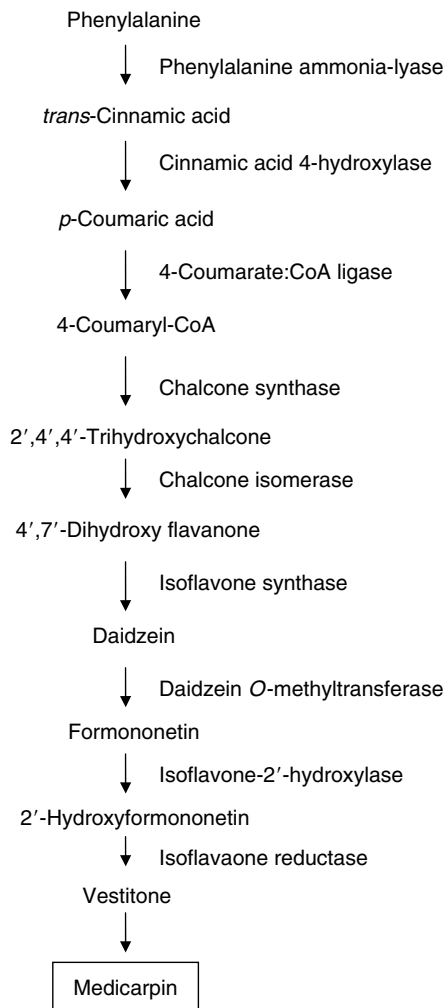 Phenylalanine
Phenylalanine ammonia-lyase
trans-Cinnamic acid
Cinnamic acid 4-hydroxylase
p-Coumaric acid
4-Coumarate:CoA ligase
4-Coumaryl-CoA
Chalcone synthase
2′,4′,4′-Trihydroxychalcone
Chalcone isomerase
4′,7′-Dihydroxy flavanone
Isoflavone synthase
Daidzein
Daidzein O-methyltransferase
Formononetin
Isoflavone-2′-hydroxylase
2′-Hydroxyformononetin
Isoflavaone reductase
Vestitone
Medicarpin